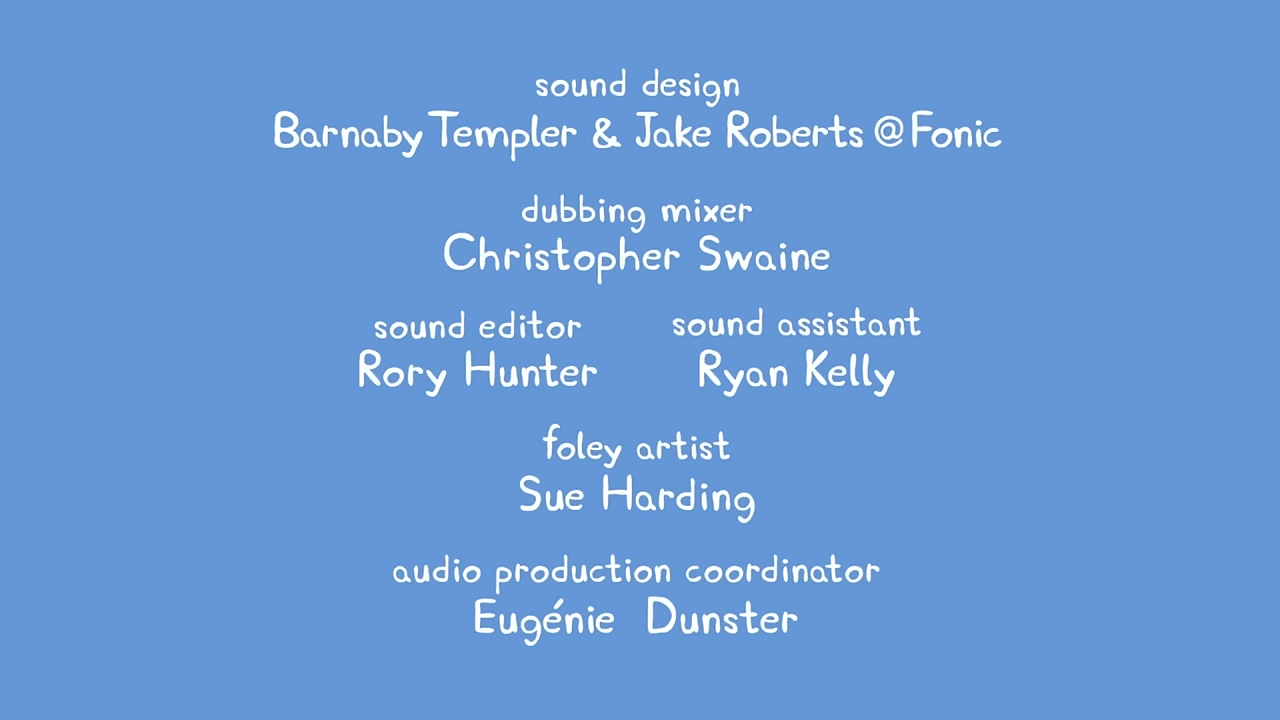 sound design
Barnaby Templer & Jake Roberts @ Fonic
dubbing mixer
Christopher Swaine
sound editor
Rory Hunter
sound assistant
Ryan Kelly
foley artist
Sue Harding
audio production coordinator
Eugénie Dunster